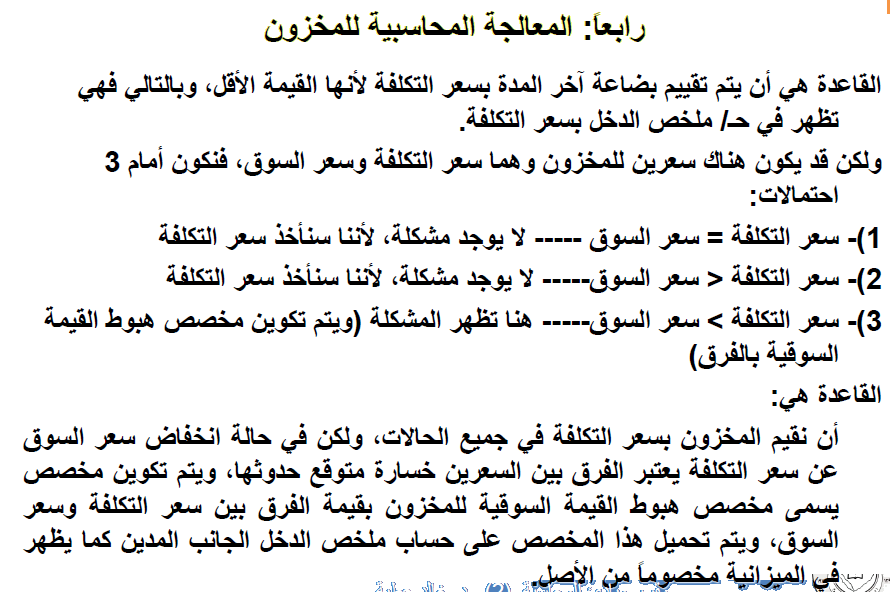 رابعاً: المعالجة المحاسبية للمخزون
القاعدة هي أن يتم تقييم بضاعة آخر المدة بسعر التكلفة لأنها القيمة الأقل، وبالتالي فهي
تظهر في حـ/ ملخص الدخل بسعر التكلفة.
ولكن قد يكون هناك سعرين للمخزون وهما سعر التكلفة وسعر السوق، فنكون أمام 3
احتمالات:
1)- سعر التكلفة = سعر السوق ----- لا يوجد مشكلة، لأننا سنأخذ سعر التكلفة
2)- سعر التكلفة < سعر السوق----- لا يوجد مشكلة، لأننا سنأخذ سعر التكلفة
3)- سعر التكلفة > سعر السوق----- هنا تظهر المشكلة (ويتم تكوين مخصص هبوط القيمة
السوقية بالفرق)
القاعدة هي:
أن نقيم المخزون بسعر التكلفة في جميع الحالات، ولكن في حالة انخفاض سعر السوق
عن سعر التكلفة يعتبر الفرق بين السعرين خسارة متوقع حدوثها، ويتم تكوين مخصص
يسمى مخصص هبوط القيمة السوقية للمخزون بقيمة الفرق بين سعر التكلفة وسعر
السوق، ويتم تحميل هذا المخصص على حساب ملخص الدخل الجانب المدين كما يظهر
في الميزانية مخصوماً من الأصل.